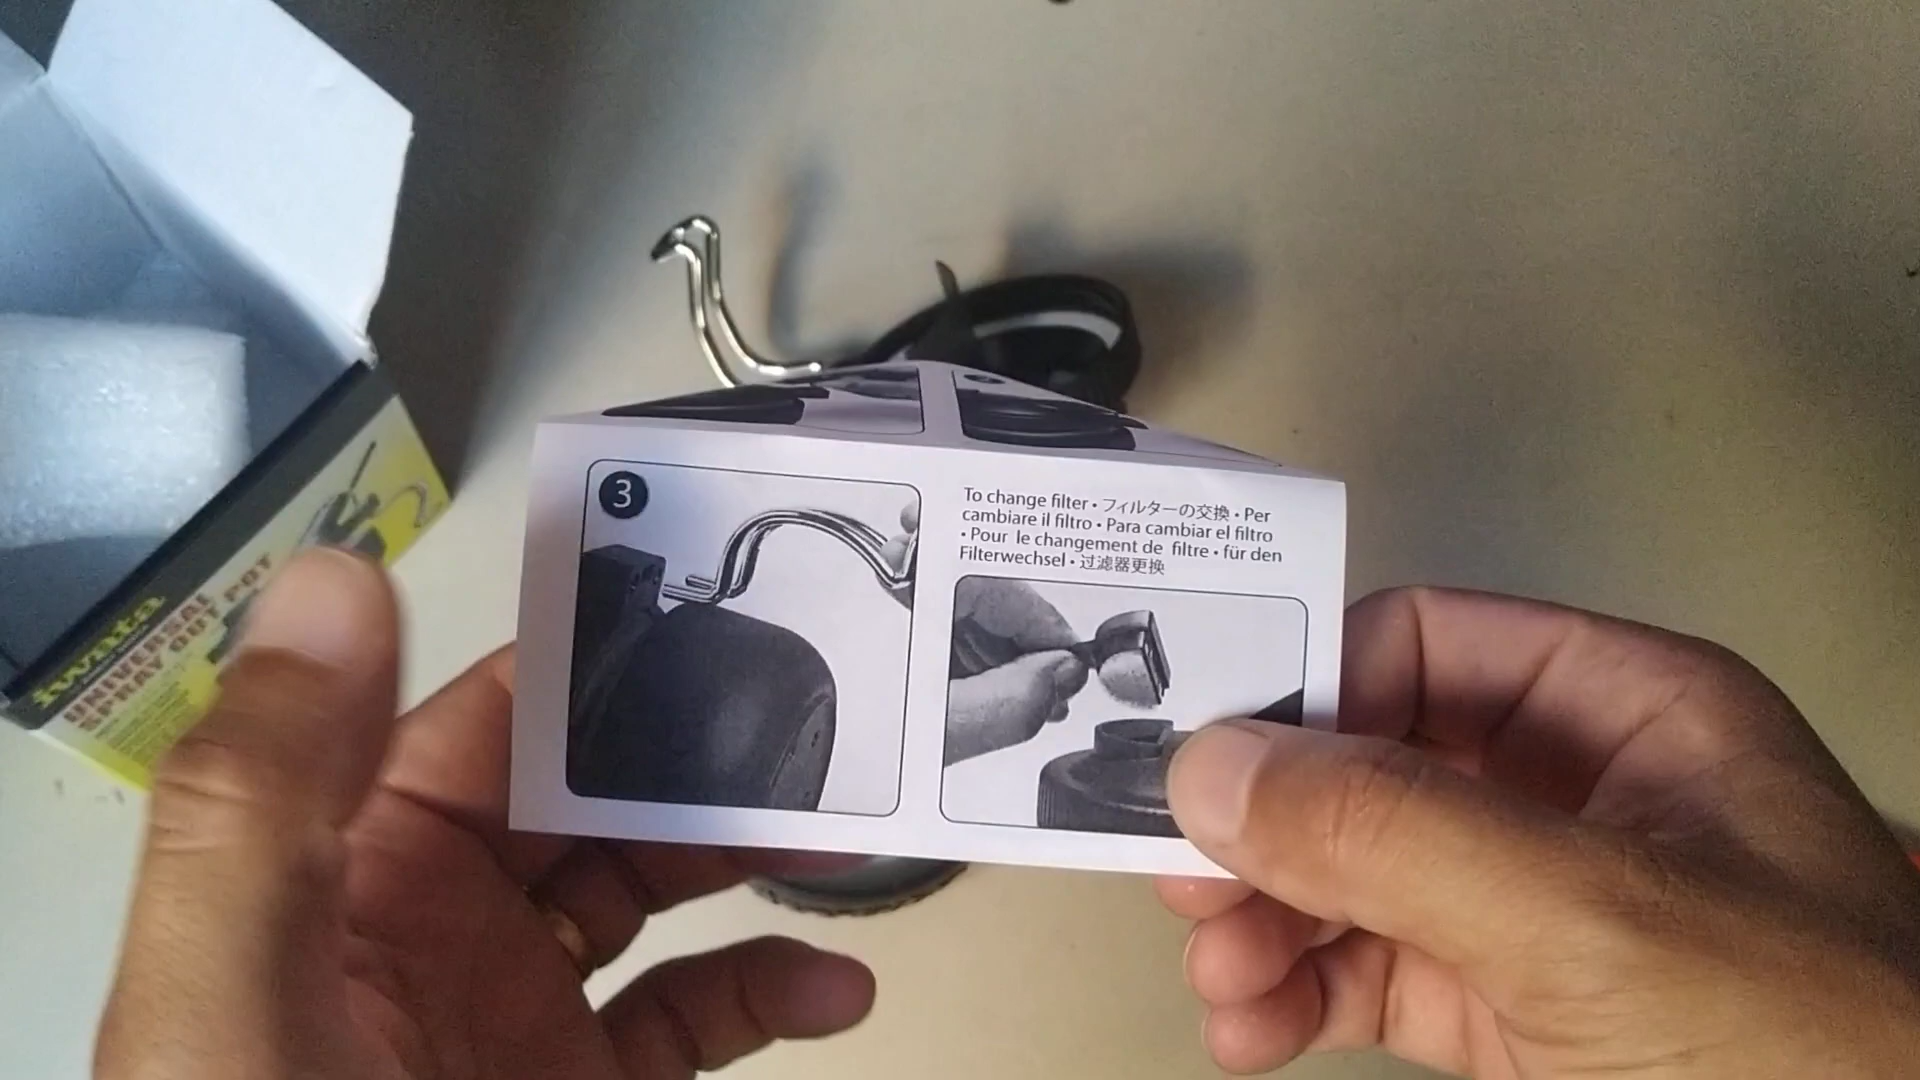 iwata
UNIVERSAL
SPRAY OUT POT
3
To change filter • フィルターの交換 • Per
cambiare il filtro • Para cambiar el filtro
• Pour le changement de filtre • für den
Filterwechsel • 过滤器更换